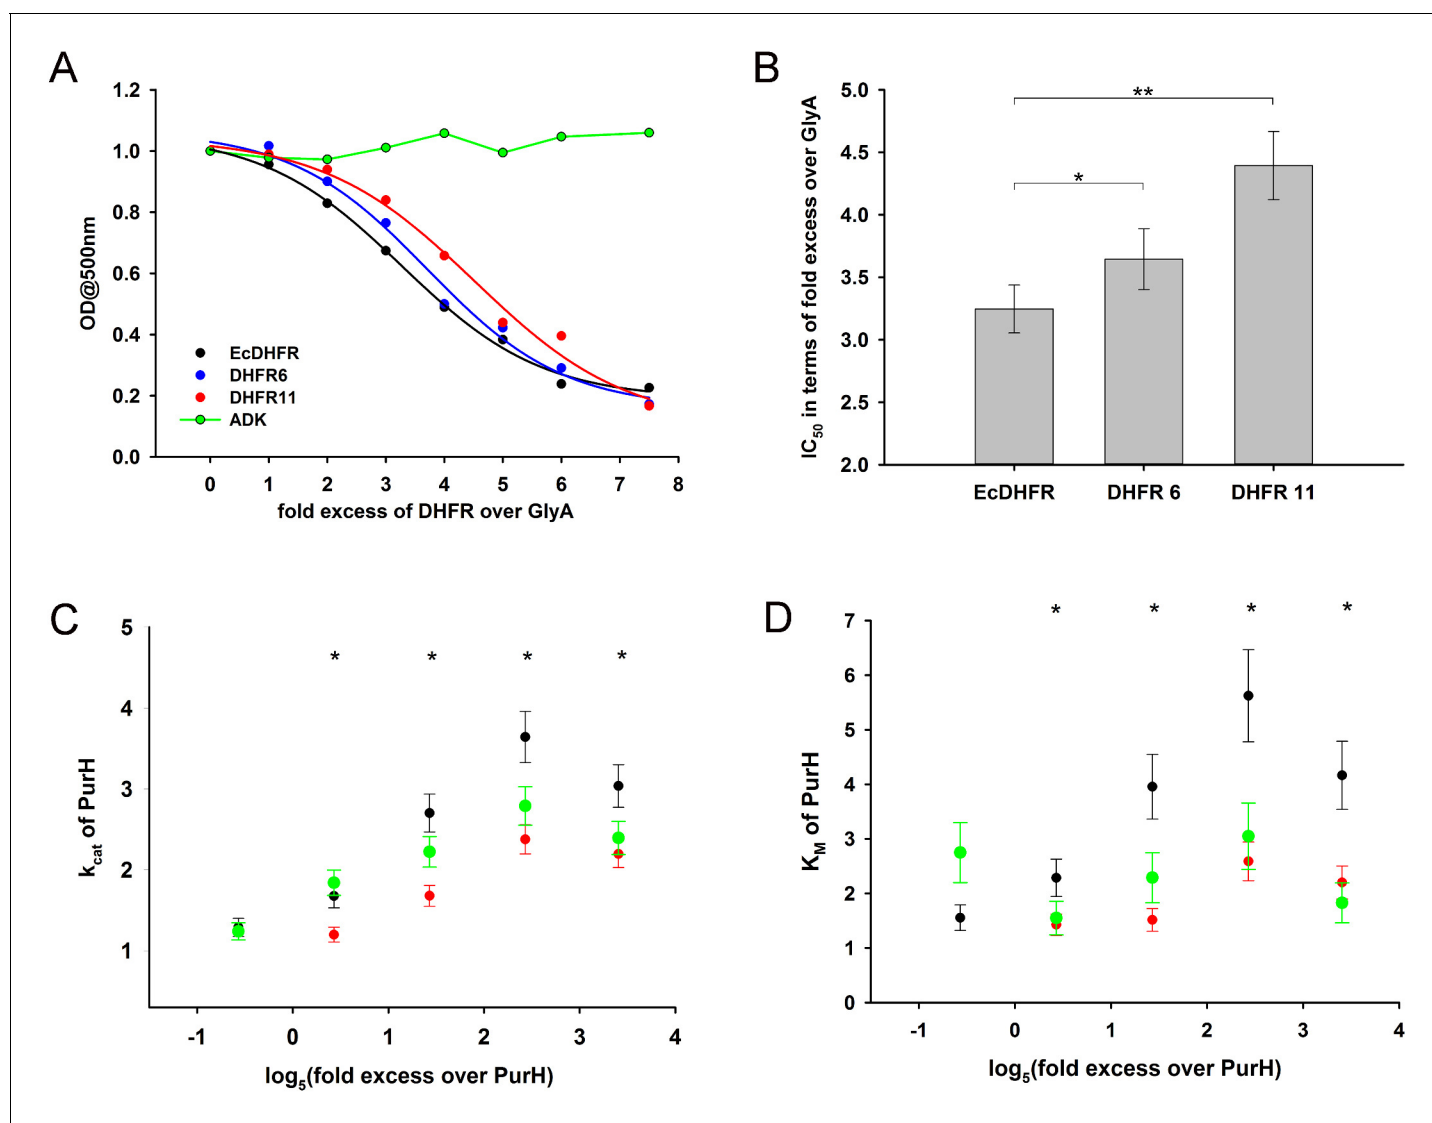 A
1.2
1.0
0.8
0.6
0.4
0.2
0.0
OD@500nm
EcDHFR
DHFR6
DHFR11
ADK
0 1 2 3 4 5 6 7 8
fold excess of DHFR over GlyA
B
5.0
4.5
4.0
3.5
3.0
2.5
2.0
IC50 in terms of fold excess over GlyA
**
*
EcDHFR DHFR 6 DHFR 11
C
5
4
3
2
1
kcat of PurH
* * * *
-1 0 1 2 3 4
log5(fold excess over PurH)
D
7
6
5
4
3
2
1
0
KM of PurH
* * * *
-1 0 1 2 3 4
log5(fold excess over PurH)